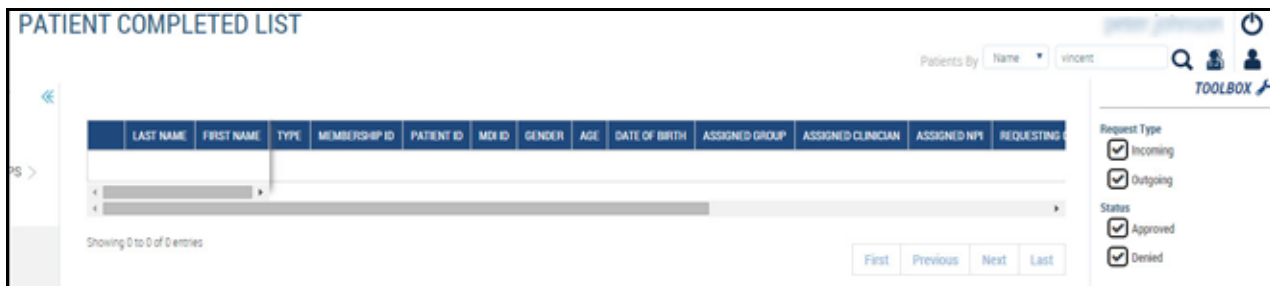 PATIENT COMPLETED LIST
Patients By Name vincent
TOOLBOX
LAST NAME FIRST NAME TYPE MEMBERSHIP ID PATIENT ID MDI ID GENDER AGE DATE OF BIRTH ASSIGNED GROUP ASSIGNED CLINICIAN ASSIGNED NPI REQUESTING
PS
Showing 0 to 0 of 0 entries
First Previous Next Last
Request Type
Incoming
Outgoing
Status
Approved
Denied